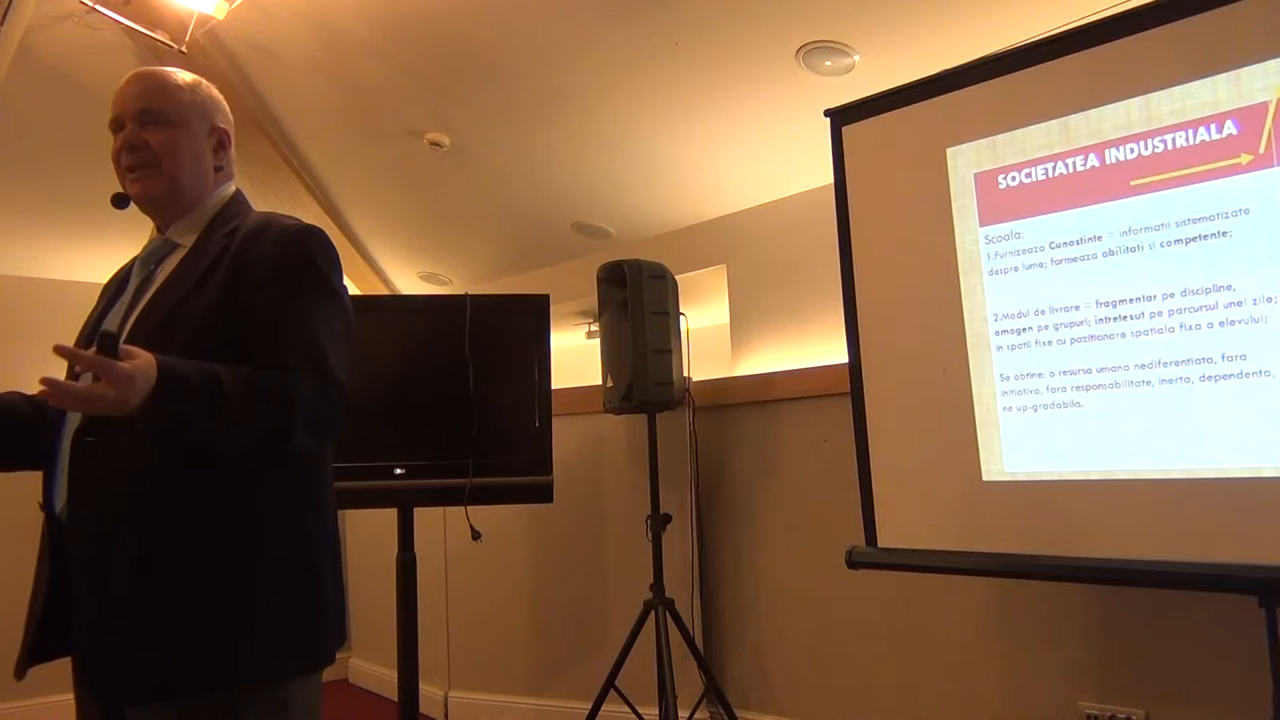 SOCIETATEA INDUSTRIALA
Scoala:
1.Furnizeaza Cunostinte = informatii sistematizate
despre lume; formeaza abilitati si competente;
2.Modul de livrare = fragmentar pe discipline,
omogen pe grupuri; intretesut pe parcursul unei zile;
in spatii fixe cu pozitionare spatiala fixa a elevului;
Se obtine: o resursa umana nediferentiata, fara
initiativa, fara responsabilitate, inerta, dependenta,
ne up-gradabila.